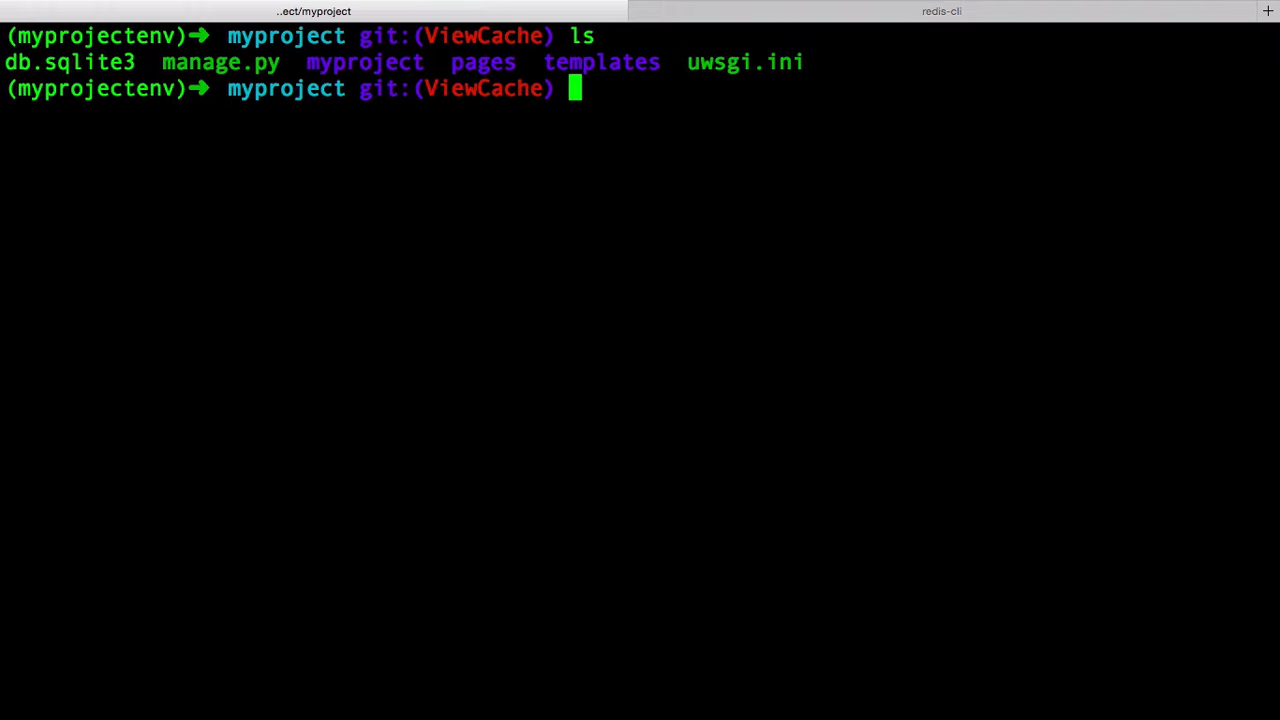 ..ect/myproject redis-cli +
(myprojectenv)➜ myproject git:(ViewCache) ls
db.sqlite3 manage.py myproject pages templates uwsgi.ini
(myprojectenv)➜ myproject git:(ViewCache)